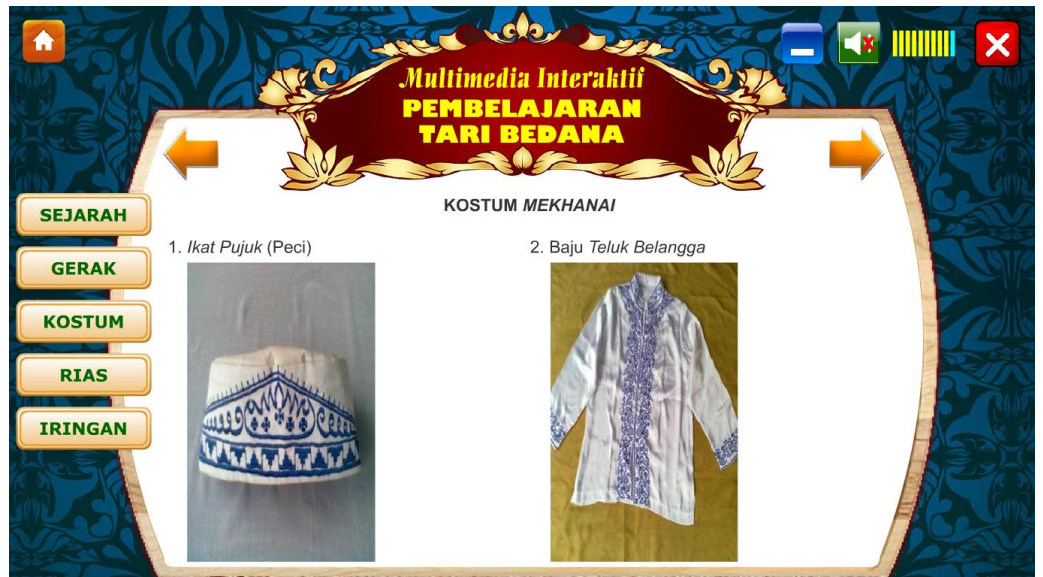 Multimedia Interaktif
PEMBELAJARAN
TARI BEDANA
KOSTUM MEKHANAI
SEJARAH
GERAK
KOSTUM
RIAS
IRINGAN
1. Ikat Pujuk (Peci)
2. Baju Teluk Belangga